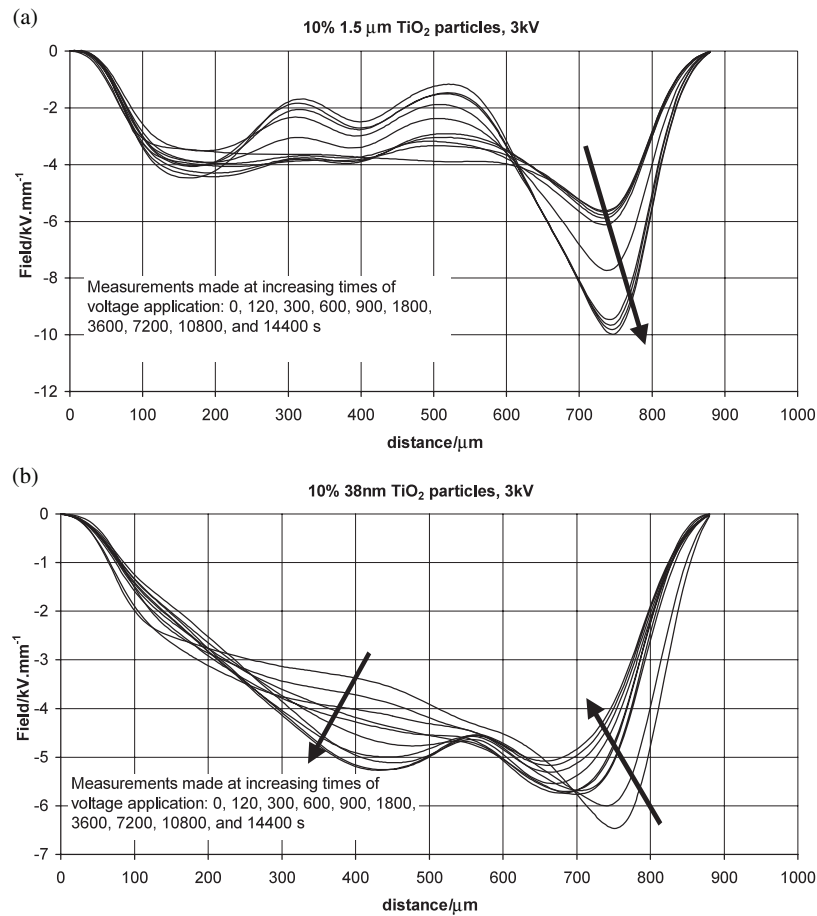 (a)
10% 1.5 μm TiO₂ particles, 3kV
0
-2
-4
-6
-8
-10
-12
Field/kV.mm⁻¹
Measurements made at increasing times of
voltage application: 0, 120, 300, 600, 900, 1800,
3600, 7200, 10800, and 14400 s
0 100 200 300 400 500 600 700 800 900 1000
distance/μm
(b)
10% 38nm TiO₂ particles, 3kV
0
-1
-2
-3
-4
-5
-6
-7
Field/kV.mm⁻¹
Measurements made at increasing times of
voltage application: 0, 120, 300, 600, 900, 1800,
3600, 7200, 10800, and 14400 s
0 100 200 300 400 500 600 700 800 900 1000
distance/μm